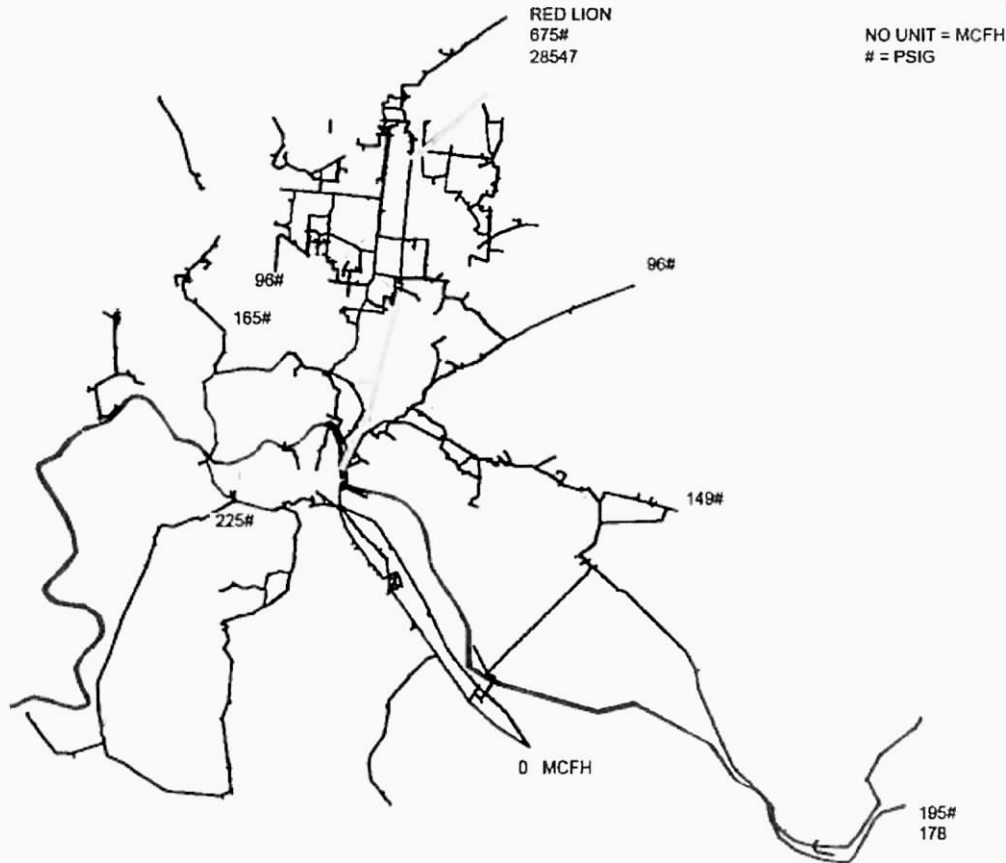 RED LION
675#
28547
NO UNIT = MCFH
# = PSIG
96#
96#
165#
149#
225#
0 MCFH
195#
178